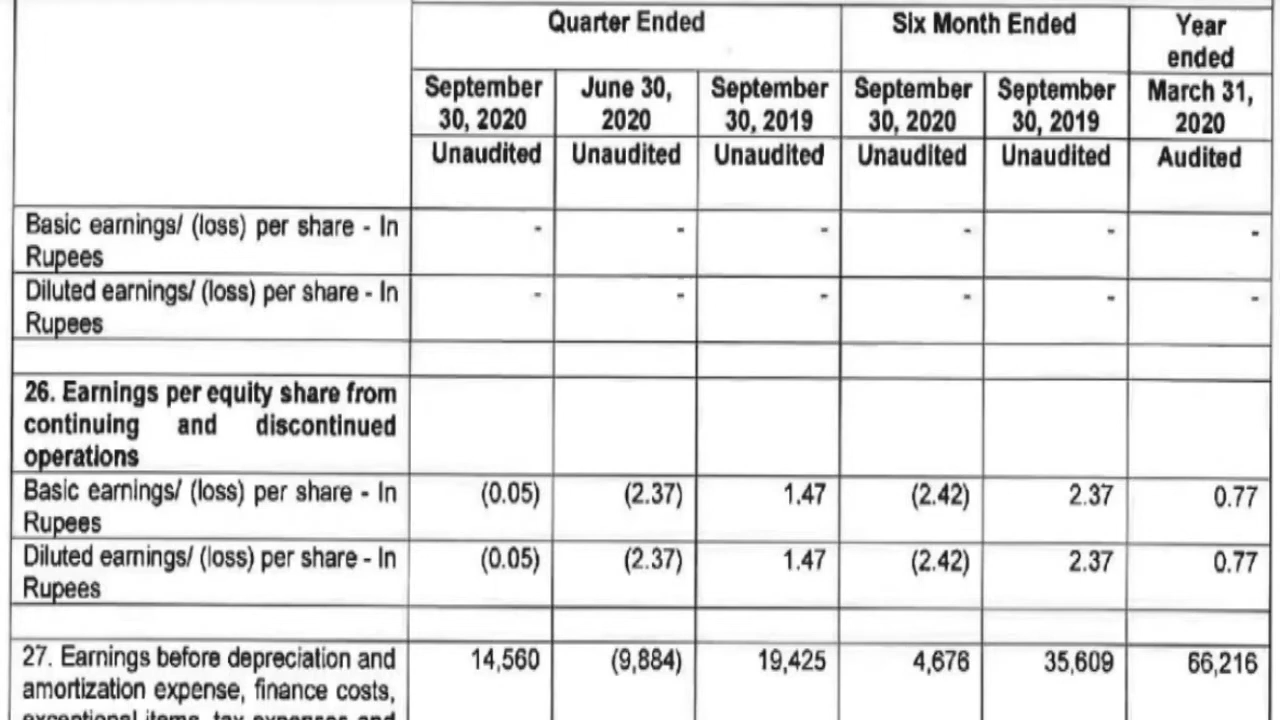 Quarter Ended Six Month Ended Year
ended
September June 30, September September September March 31,
30, 2020 2020 30, 2019 30, 2020 30, 2019 2020
Unaudited Unaudited Unaudited Unaudited Unaudited Audited
Basic earnings/ (loss) per share - In - - - - - -
Rupees
Diluted earnings/ (loss) per share - In - - - - - -
Rupees
26. Earnings per equity share from
continuing and discontinued
operations
Basic earnings/ (loss) per share - In (0.05) (2.37) 1.47 (2.42) 2.37 0.77
Rupees
Diluted earnings/ (loss) per share - In (0.05) (2.37) 1.47 (2.42) 2.37 0.77
Rupees
27. Earnings before depreciation and 14,560 (9,884) 19,425 4,676 35,609 66,216
amortization expense, finance costs,
exceptional items, tax expenses and